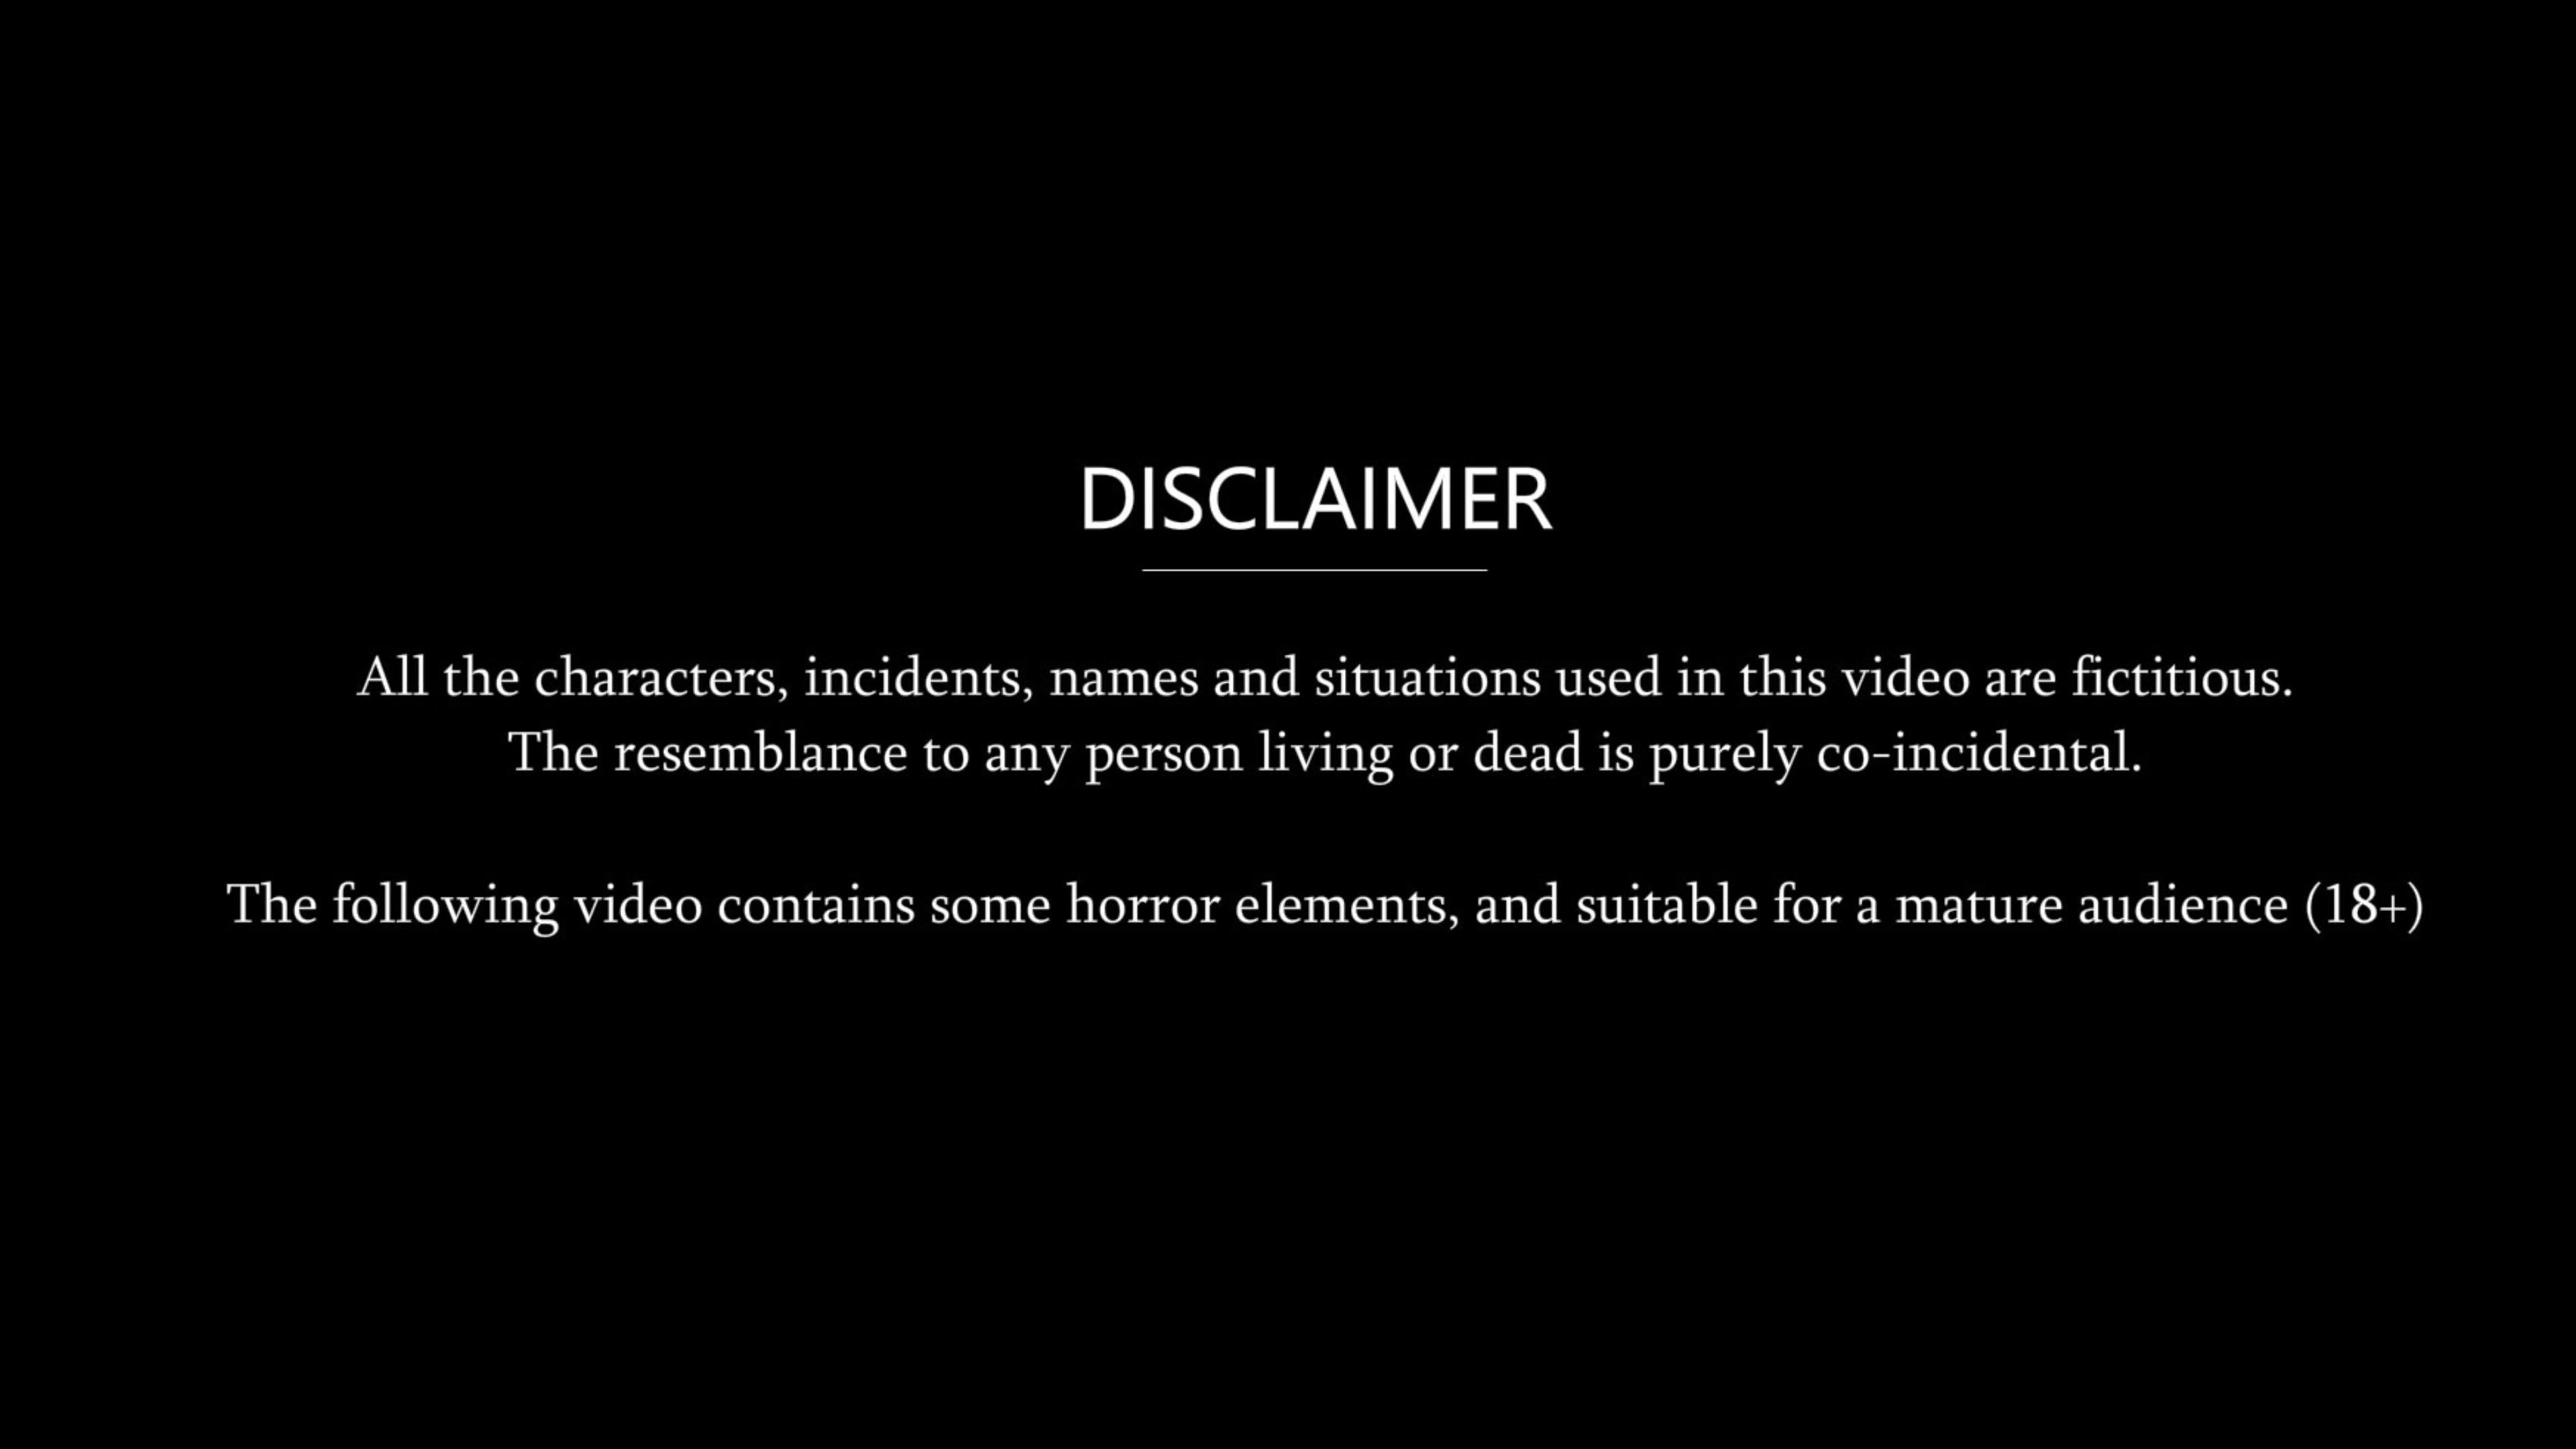 DISCLAIMER
All the characters, incidents, names and situations used in this video are fictitious.
The resemblance to any person living or dead is purely co-incidental.
The following video contains some horror elements, and suitable for a mature audience (18+)